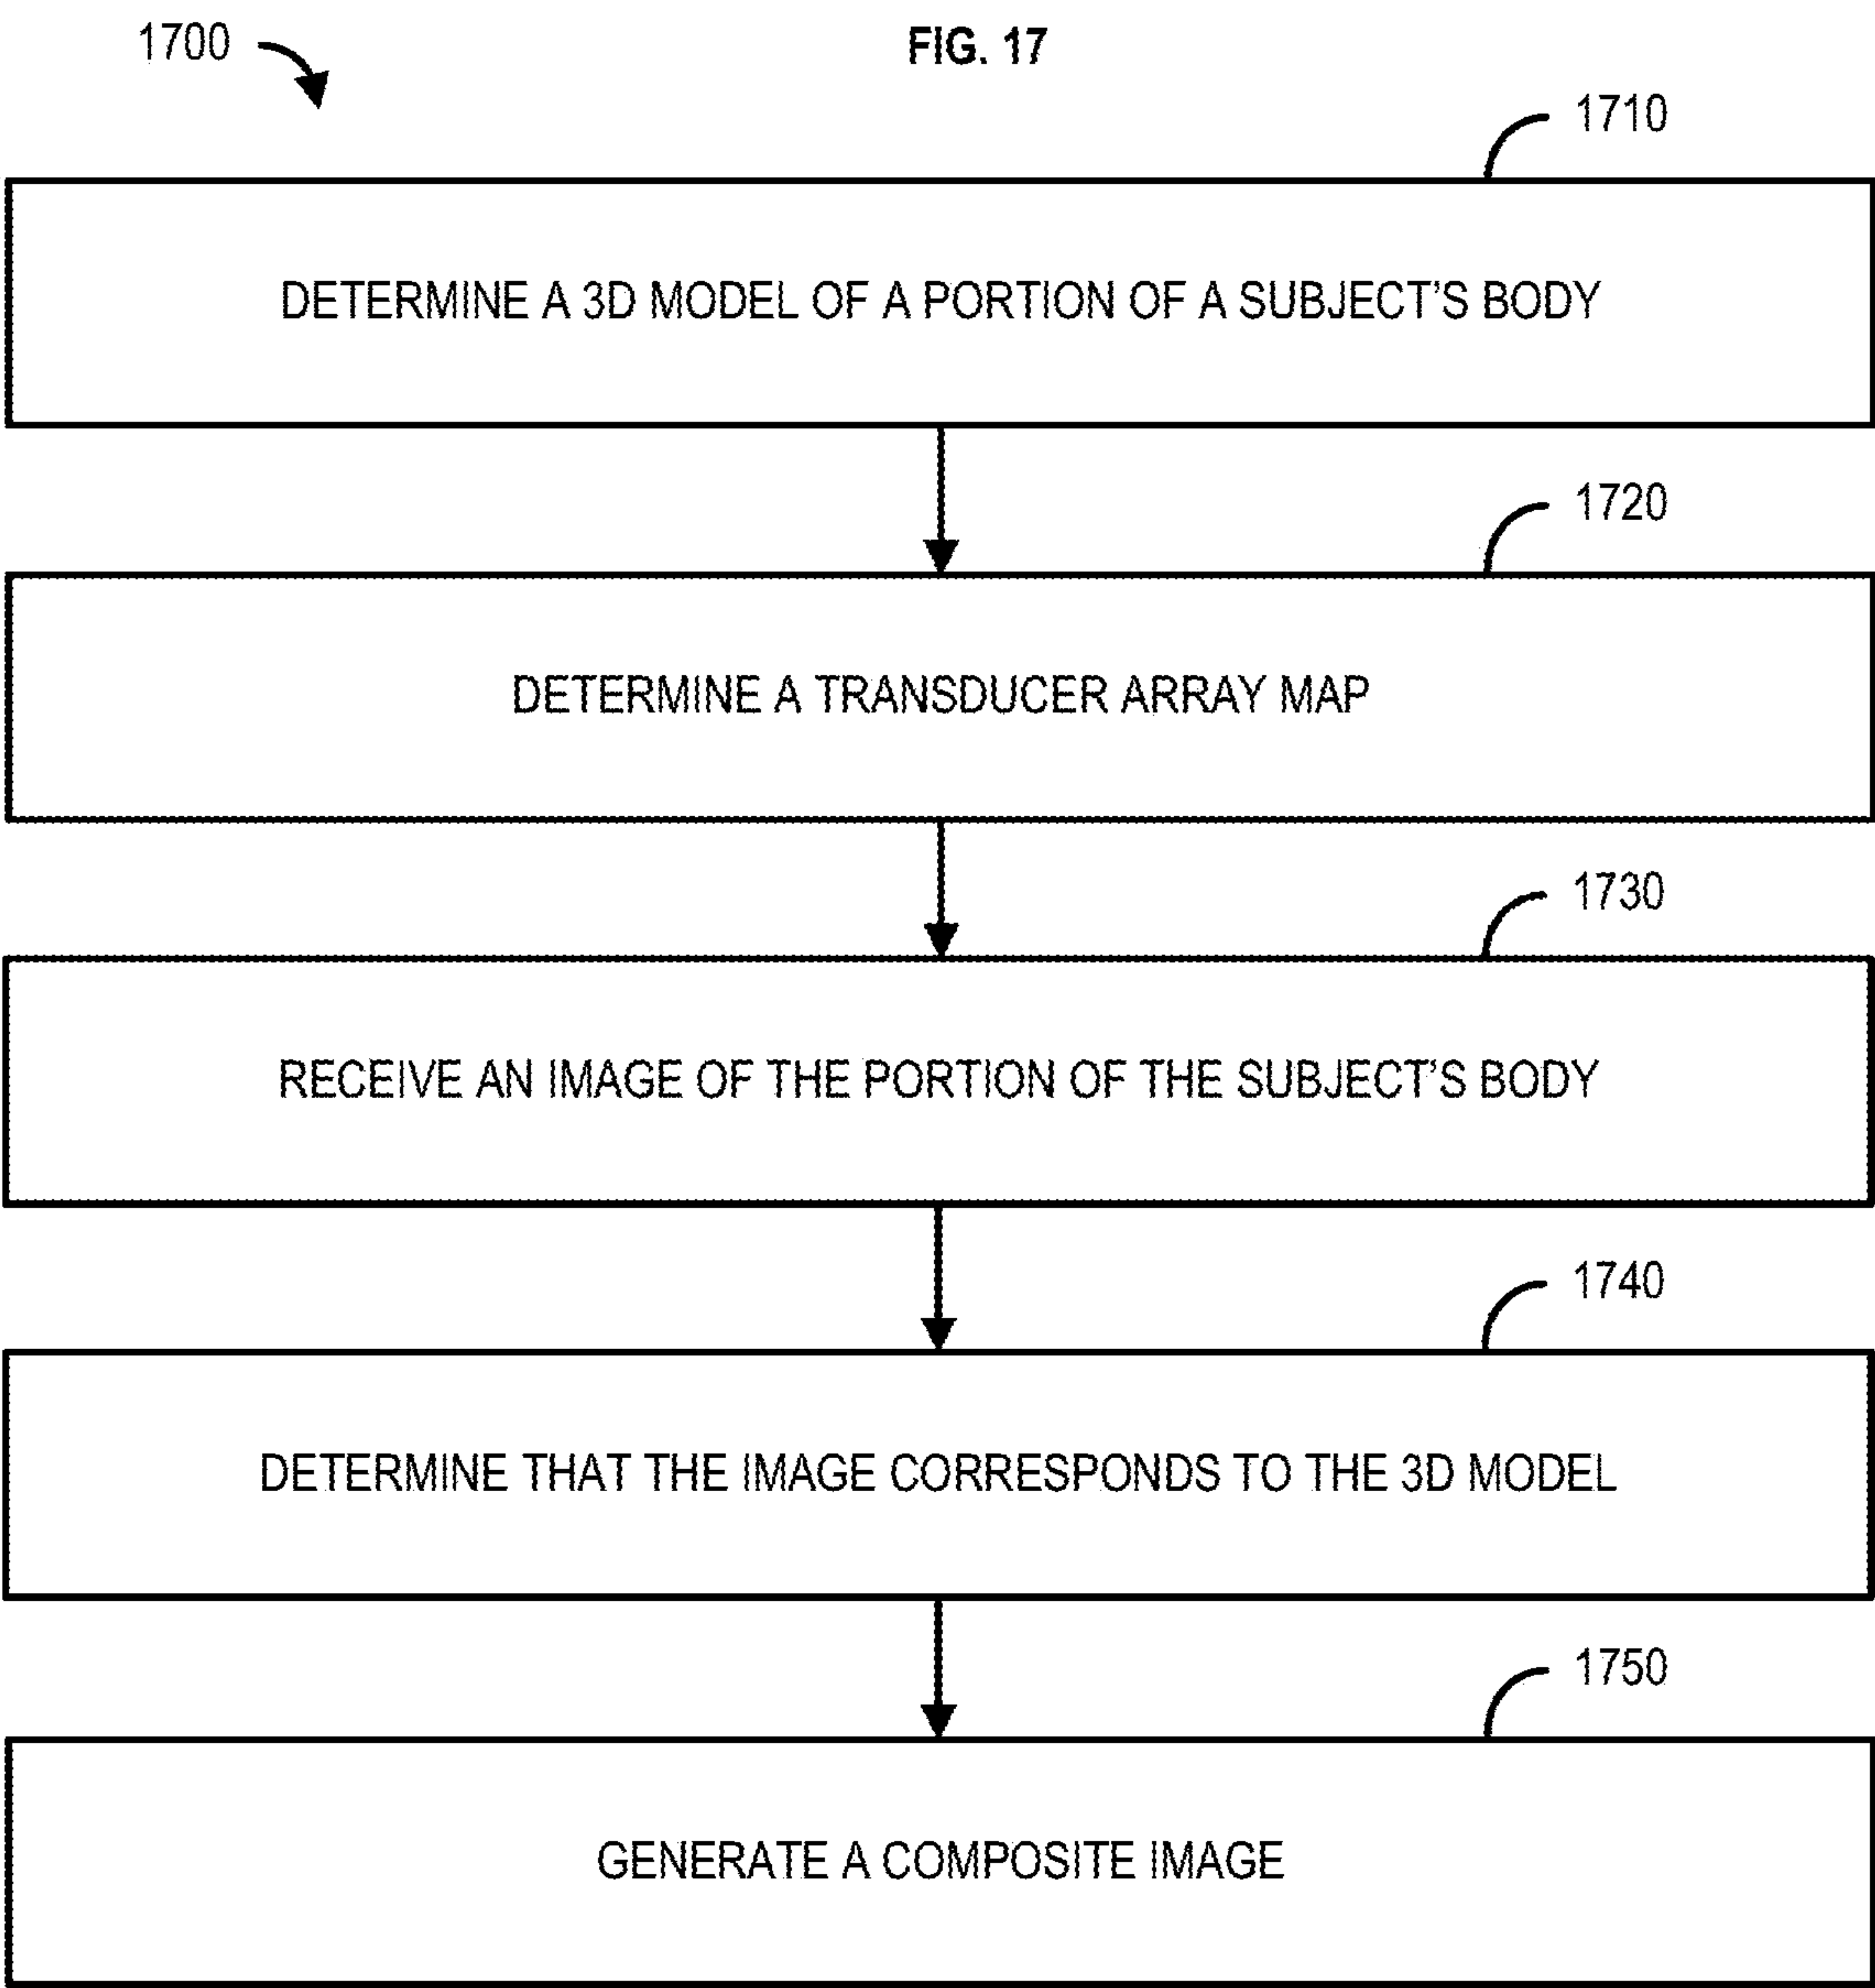 1700
FIG. 17
1710
DETERMINE A 3D MODEL OF A PORTION OF A SUBJECT'S BODY
1720
DETERMINE A TRANSDUCER ARRAY MAP
1730
RECEIVE AN IMAGE OF THE PORTION OF THE SUBJECT'S BODY
1740
DETERMINE THAT THE IMAGE CORRESPONDS TO THE 3D MODEL
1750
GENERATE A COMPOSITE IMAGE